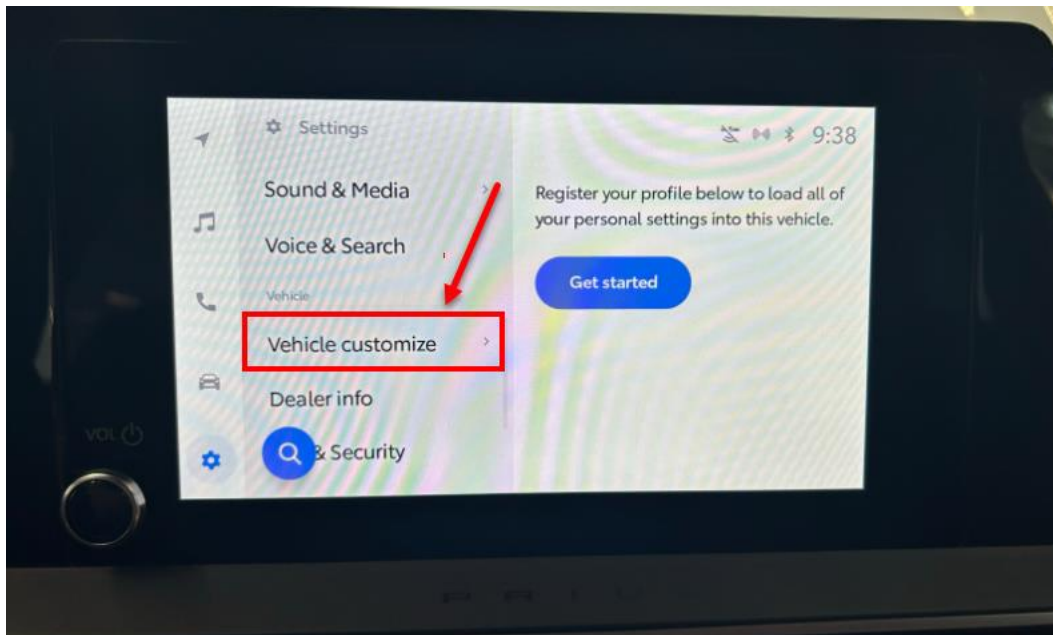 Settings
9:38
Sound & Media
Voice & Search
Vehicle
Vehicle customize
Dealer info
& Security
Register your profile below to load all of
your personal settings into this vehicle.
Get started
VOL